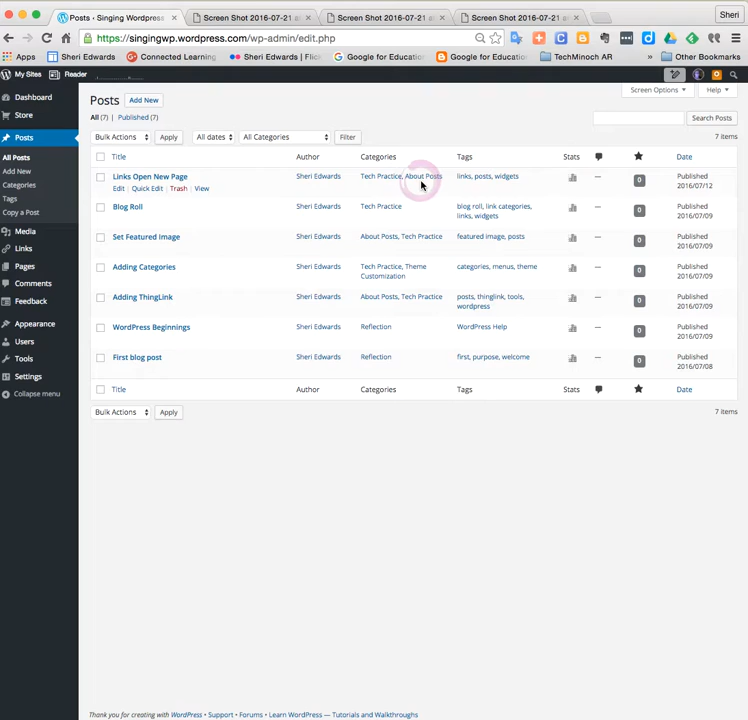 Posts ‹ Singing Wordpress
Screen Shot 2016-07-21 a
Screen Shot 2016-07-21 a
Screen Shot 2016-07-21 a
Sheri
https://singingwp.wordpress.com/wp-admin/edit.php
Apps
Sheri Edwards
Connected Learning
Sheri Edwards | Flick
Google for Education
Google for Education
TechMinoch AR
» Other Bookmarks
My Sites
Reader
Screen Options ▼
Help ▼
Posts
Add New
All (7) | Published (7)
Search Posts
Bulk Actions
Apply
All dates
All Categories
Filter
7 items
Title
Author
Categories
Tags
Stats
Date
Links Open New Page
Edit | Quick Edit | Trash | View
Sheri Edwards
Tech Practice, About Posts
links, posts, widgets
—
0
Published
2016/07/12
Blog Roll
Sheri Edwards
Tech Practice
blog roll, link categories,
links, widgets
—
0
Published
2016/07/09
Set Featured Image
Sheri Edwards
About Posts, Tech Practice
featured image, posts
—
0
Published
2016/07/09
Adding Categories
Sheri Edwards
Tech Practice, Theme
Customization
categories, menus, theme
—
0
Published
2016/07/09
Adding ThingLink
Sheri Edwards
About Posts, Tech Practice
posts, thinglink, tools,
wordpress
—
0
Published
2016/07/09
WordPress Beginnings
Sheri Edwards
Reflection
WordPress Help
—
0
Published
2016/07/09
First blog post
Sheri Edwards
Reflection
first, purpose, welcome
—
0
Published
2016/07/08
Title
Author
Categories
Tags
Stats
Date
Bulk Actions
Apply
7 items
Dashboard
Store
Posts
All Posts
Add New
Categories
Tags
Copy a Post
Media
Links
Pages
Comments
Feedback
Appearance
Users
Tools
Settings
Collapse menu
Thank you for creating with WordPress • Support • Forums • Learn WordPress — Tutorials and Walkthroughs